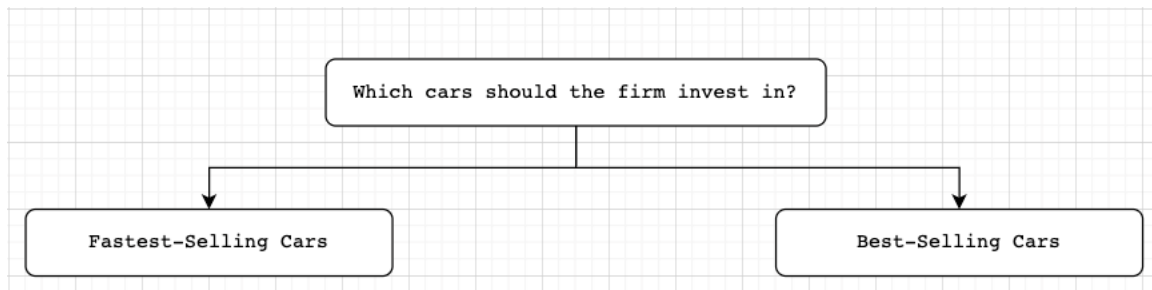 Which cars should the firm invest in?
Fastest-Selling Cars
Best-Selling Cars